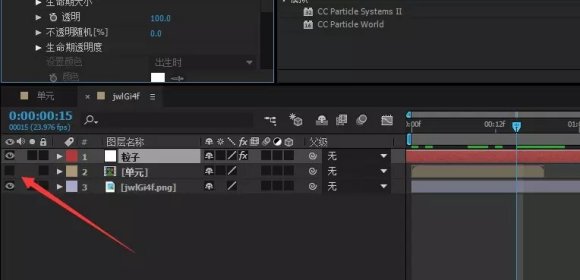 生命期大小
透明 100.0
不透明随机[%] 0.0
生命期透明度
设置颜色 出生时
颜色
CC Particle Systems II
CC Particle World
单元 × jwlGi4f
0:00:00:15
00015 (23.976 fps)
:00f 00:12f 01:0
# 图层名称 父级
1 粒子 fx 无
2 [单元] 无
3 [jwlGi4f.png] 无